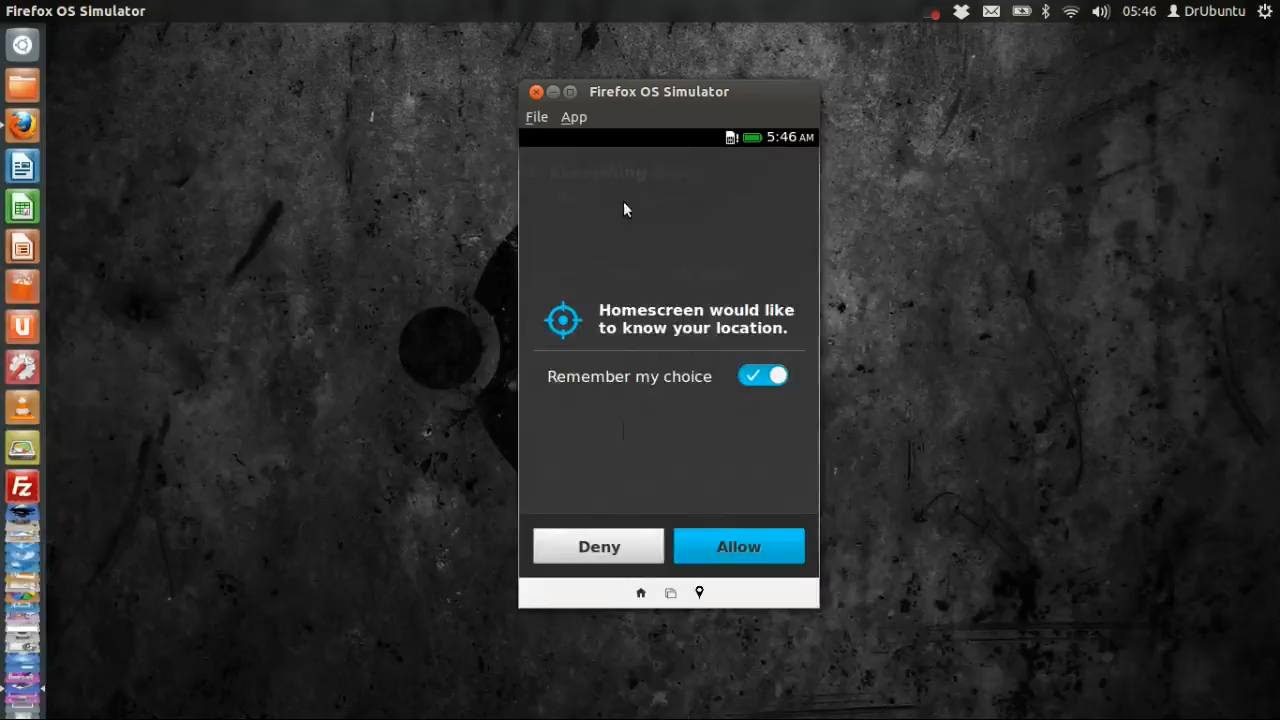 Firefox OS Simulator
05:46 DrUbuntu
Firefox OS Simulator
File App
5:46 AM
Homescreen would like
to know your location.
Remember my choice
Deny Allow